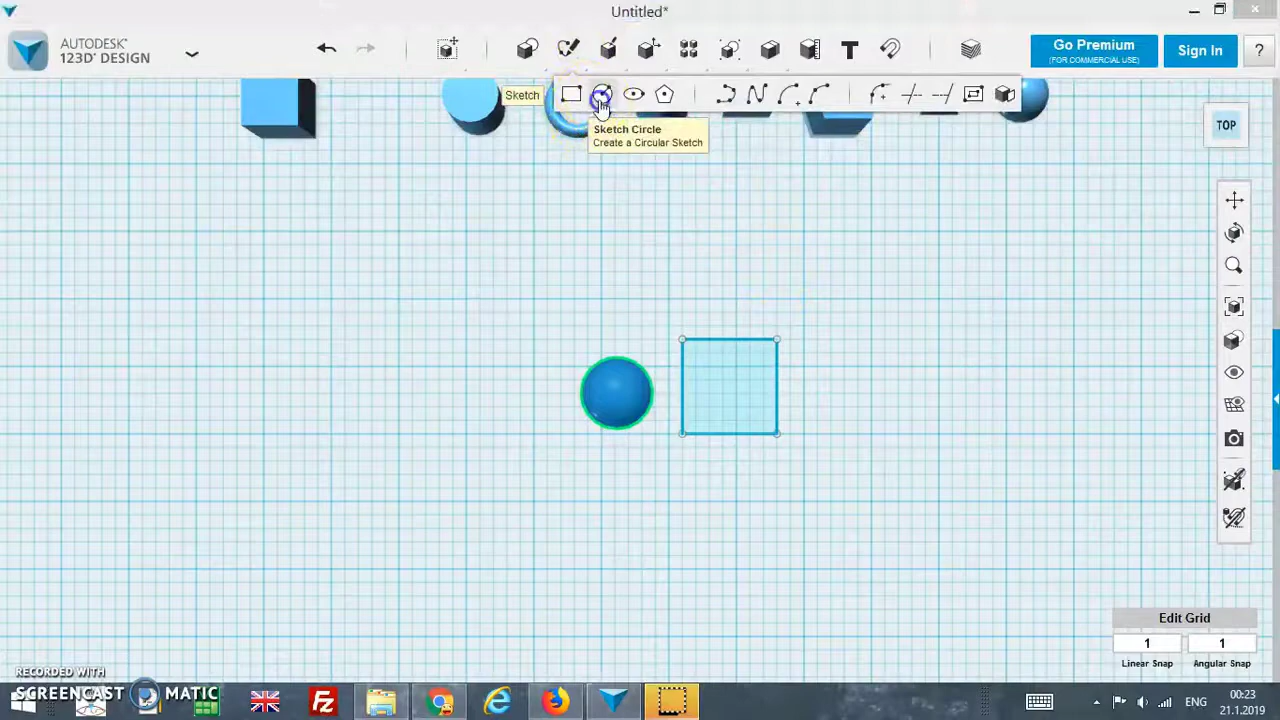 Untitled*
AUTODESK®
123D® DESIGN
Go Premium
(FOR COMMERCIAL USE)
Sign In
?
T
Sketch
Sketch Circle
Create a Circular Sketch
TOP
Edit Grid
1
1
Linear Snap
Angular Snap
RECORDED WITH
SCREENCAST MATIC
Fz
ENG
00:23
21.1.2019